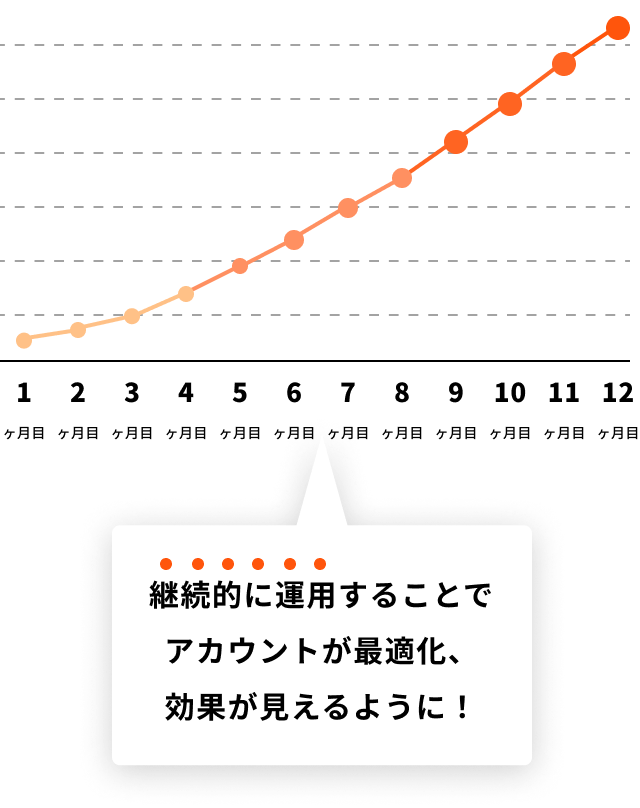 1 2 3 4 5 6 7 8 9 10 11 12
ヶ月目 ヶ月目 ヶ月目 ヶ月目 ヶ月目 ヶ月目 ヶ月目 ヶ月目 ヶ月目 ヶ月目 ヶ月目 ヶ月目
継続的に運用することで
アカウントが最適化、
効果が見えるように！